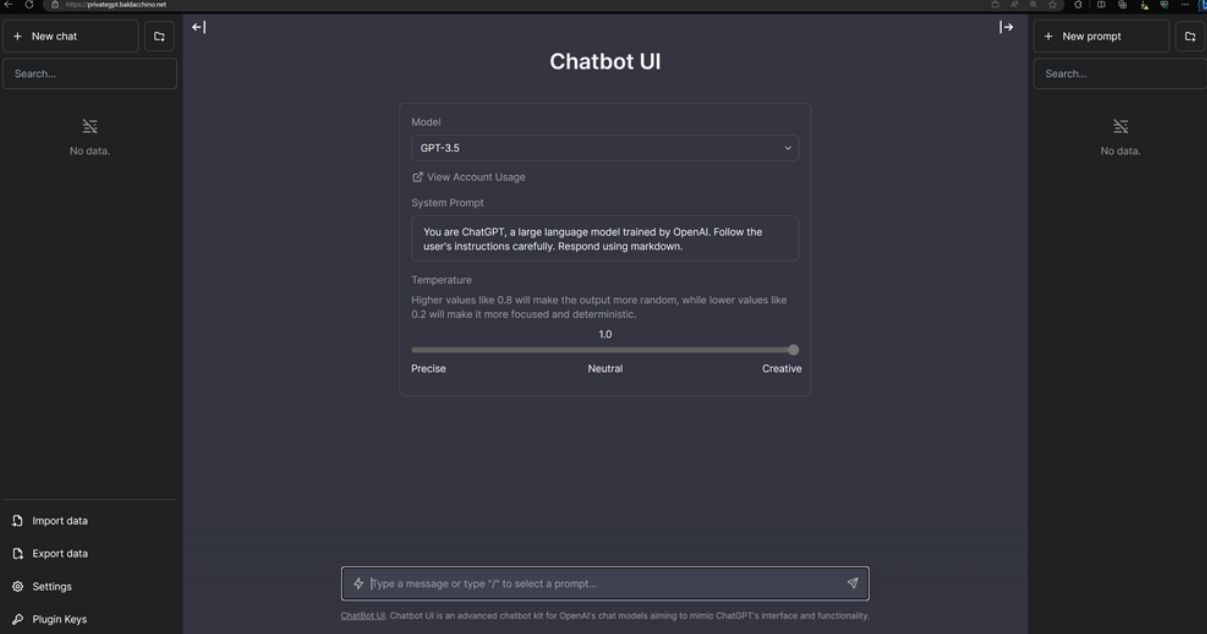 https://privategpt.baldacchino.net
+ New chat
Search...
No data.
Import data
Export data
Settings
Plugin Keys
Chatbot UI
Model
GPT-3.5
View Account Usage
System Prompt
You are ChatGPT, a large language model trained by OpenAI. Follow the
user's instructions carefully. Respond using markdown.
Temperature
Higher values like 0.8 will make the output more random, while lower values like
0.2 will make it more focused and deterministic.
1.0
Precise Neutral Creative
Type a message or type "/" to select a prompt...
ChatBot UI. Chatbot UI is an advanced chatbot kit for OpenAI's chat models aiming to mimic ChatGPT's interface and functionality.
+ New prompt
Search...
No data.